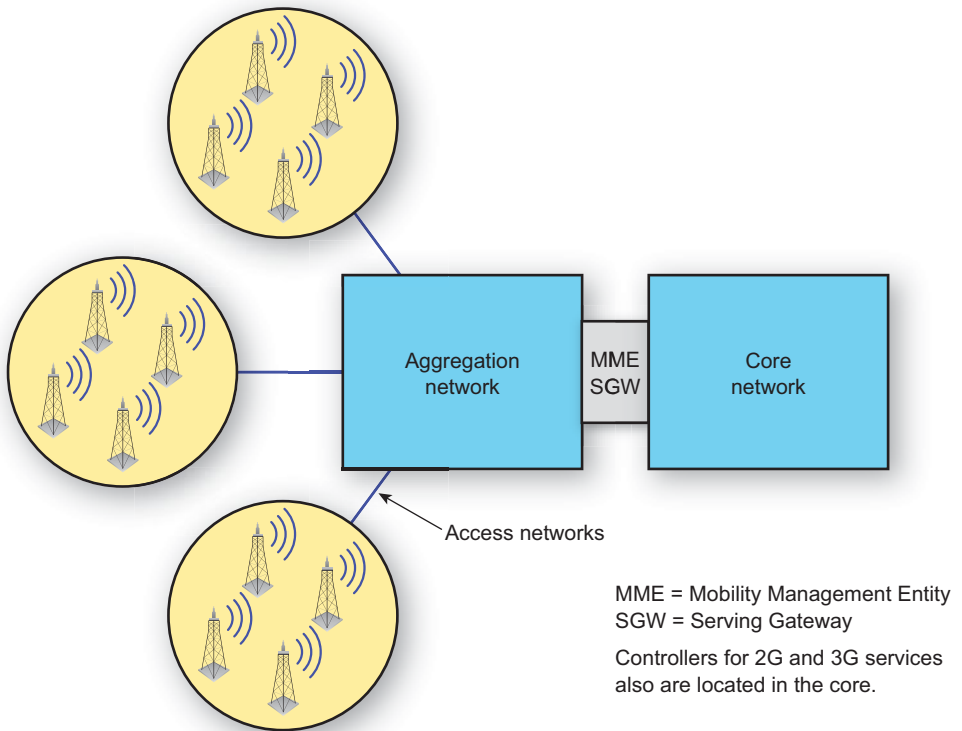 Aggregation
network
MME
SGW
Core
network
Access networks
MME = Mobility Management Entity
SGW = Serving Gateway
Controllers for 2G and 3G services
also are located in the core.